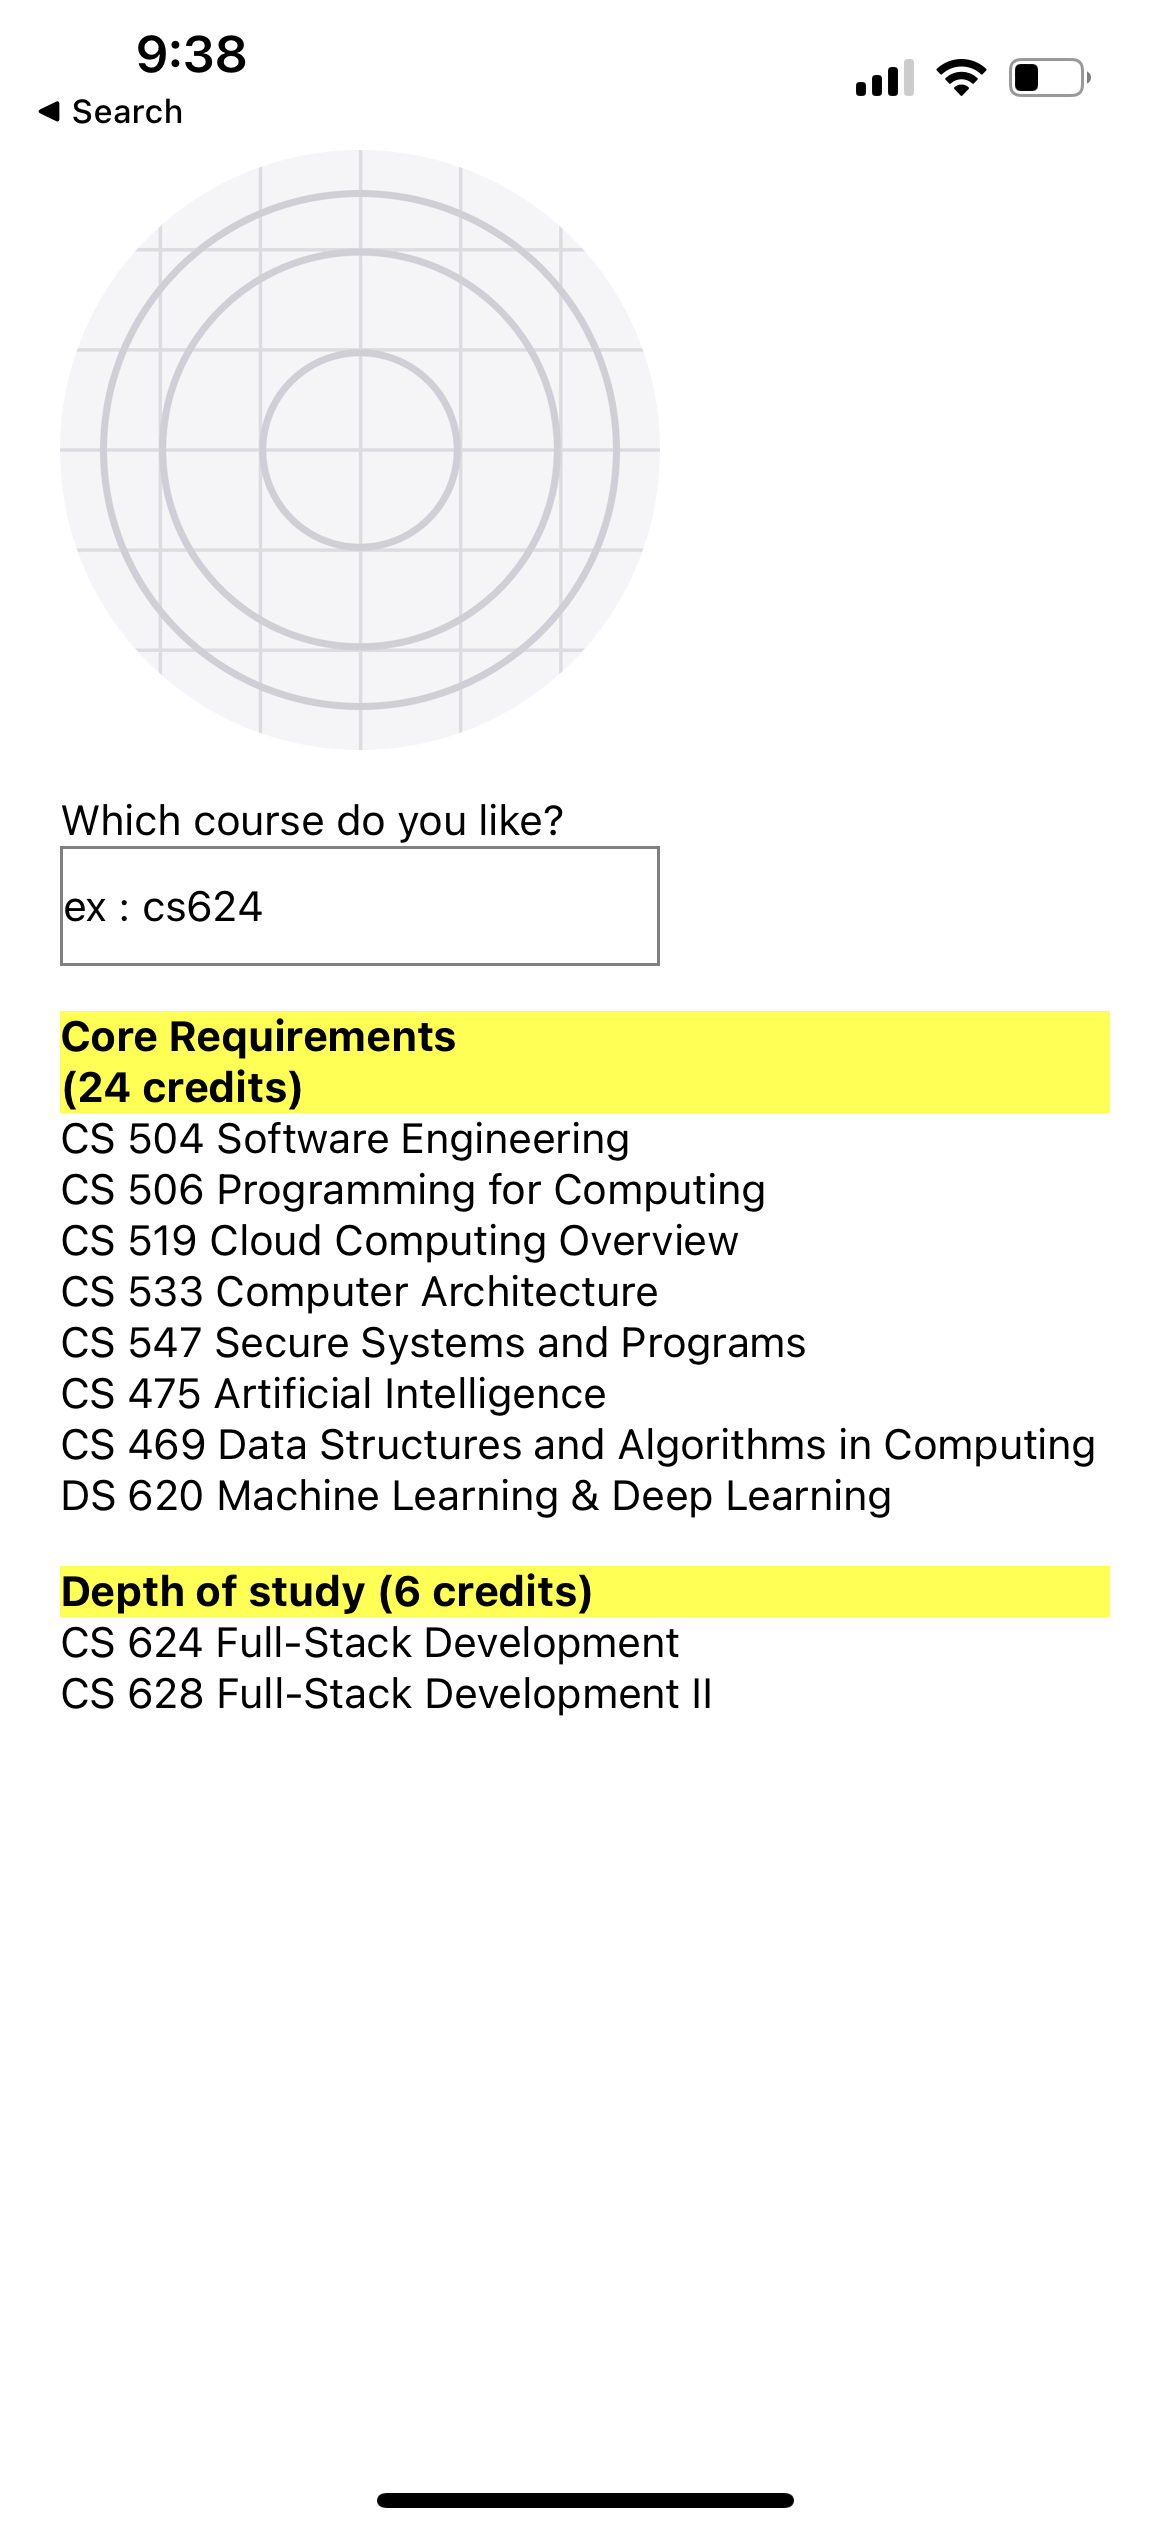 9:38
◀ Search
Which course do you like?
ex : cs624
Core Requirements
(24 credits)
CS 504 Software Engineering
CS 506 Programming for Computing
CS 519 Cloud Computing Overview
CS 533 Computer Architecture
CS 547 Secure Systems and Programs
CS 475 Artificial Intelligence
CS 469 Data Structures and Algorithms in Computing
DS 620 Machine Learning & Deep Learning
Depth of study (6 credits)
CS 624 Full-Stack Development
CS 628 Full-Stack Development II